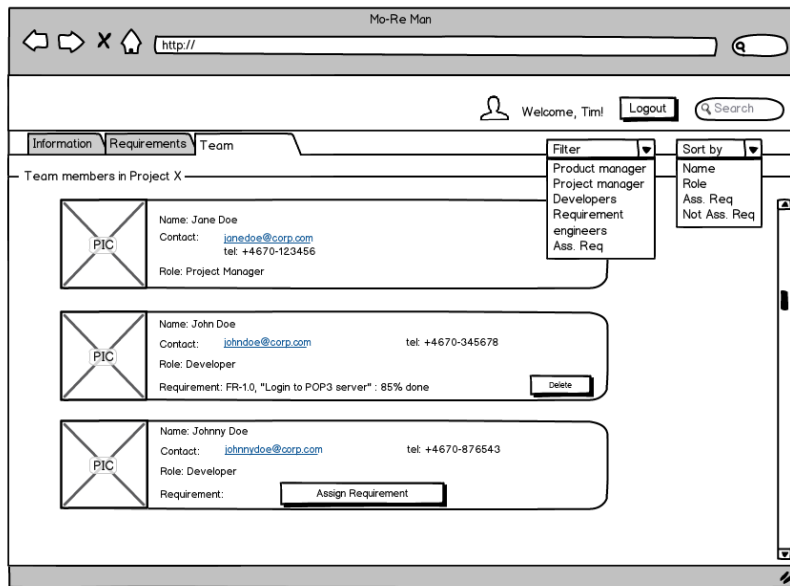 Mo-Re Man
http://
Welcome, Tim!
Logout
Search
Information
Requirements
Team
Filter
Product manager
Project manager
Developers
Requirement
engineers
Ass. Req
Sort by
Name
Role
Ass. Req
Not Ass. Req
Team members in Project X
PIC
Name: Jane Doe
Contact: janedoe@corp.com
tel: +4670-123456
Role: Project Manager
PIC
Name: John Doe
Contact: johndoe@corp.com tel: +4670-345678
Role: Developer
Requirement: FR-1.0, "Login to POP3 server" : 85% done
Delete
PIC
Name: Johnny Doe
Contact: johnnydoe@corp.com tel: +4670-876543
Role: Developer
Requirement: Assign Requirement